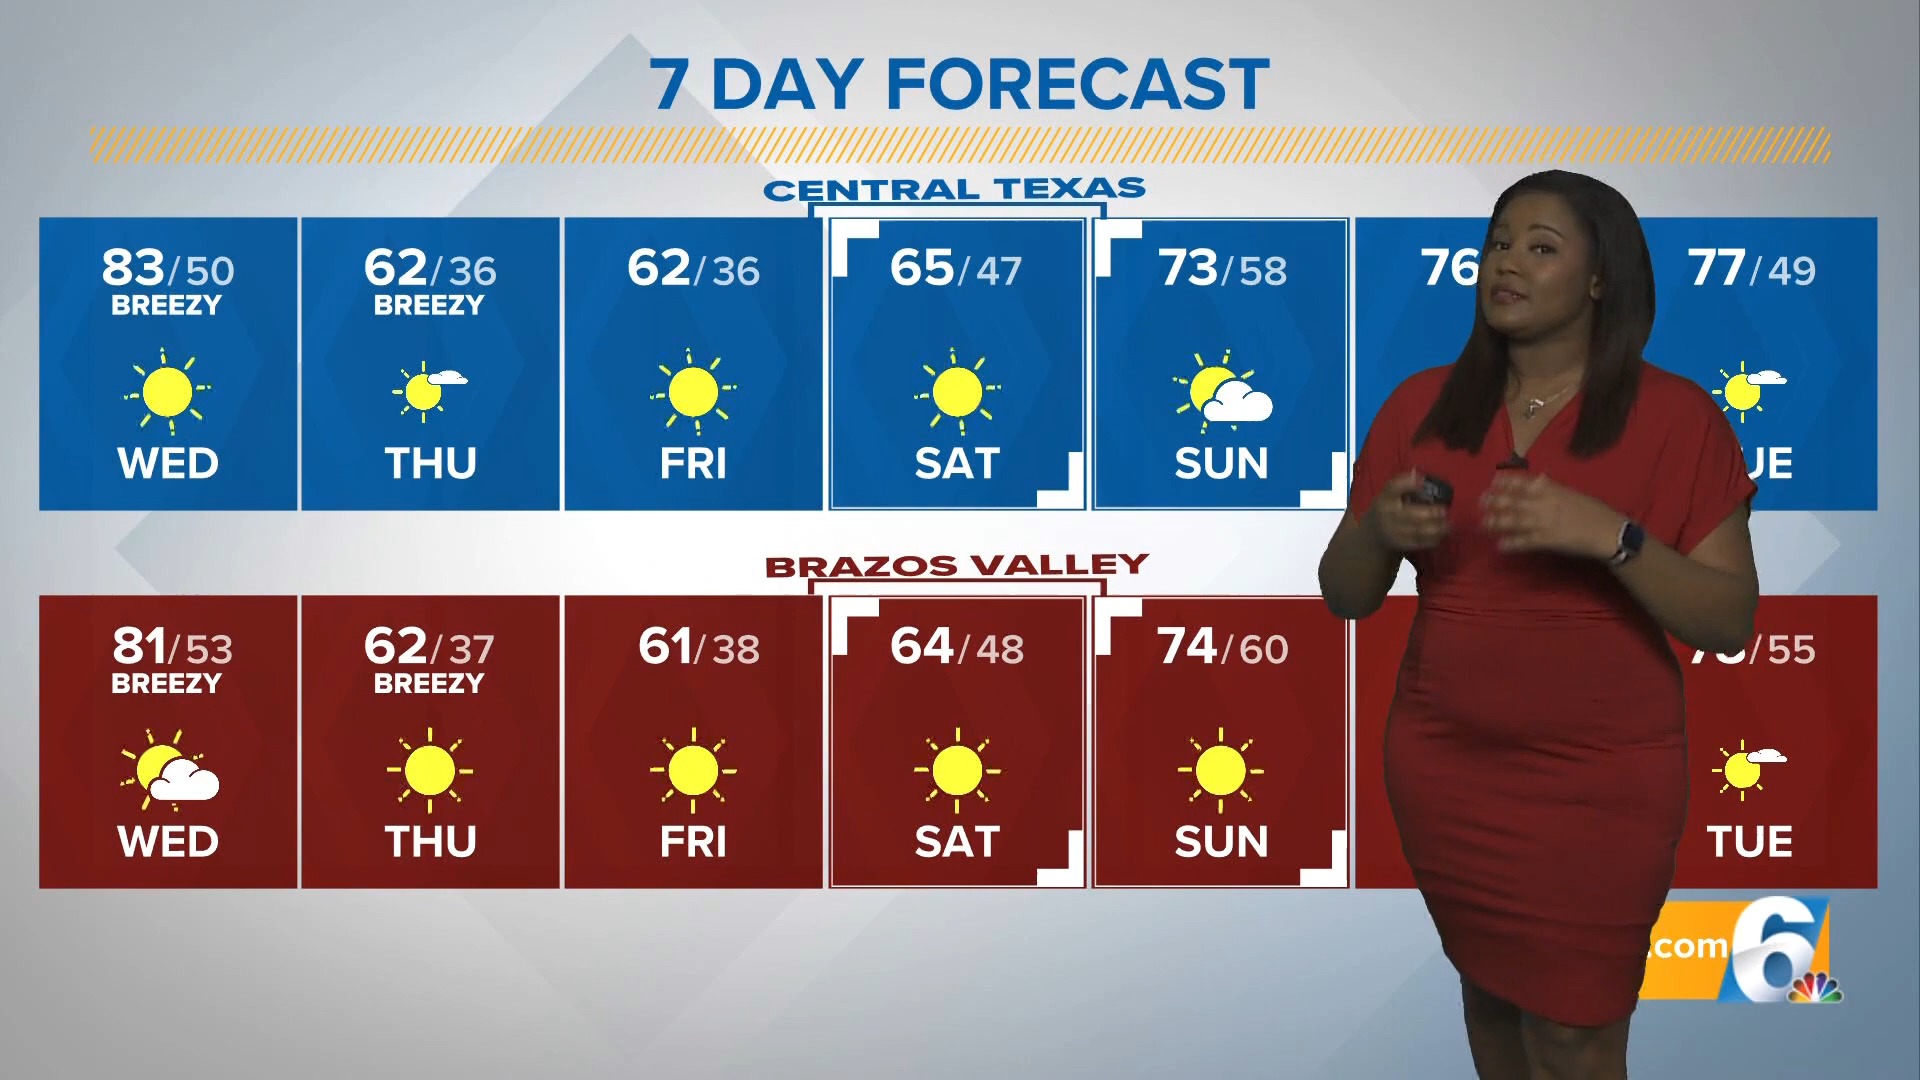 7 DAY FORECAST
CENTRAL TEXAS
83/50 62/36 62/36 65/47 73/58 76 77/49
BREEZY BREEZY
WED THU FRI SAT SUN UE
BRAZOS VALLEY
81/53 62/37 61/38 64/48 74/60 /55
BREEZY BREEZY
WED THU FRI SAT SUN TUE
.com 6